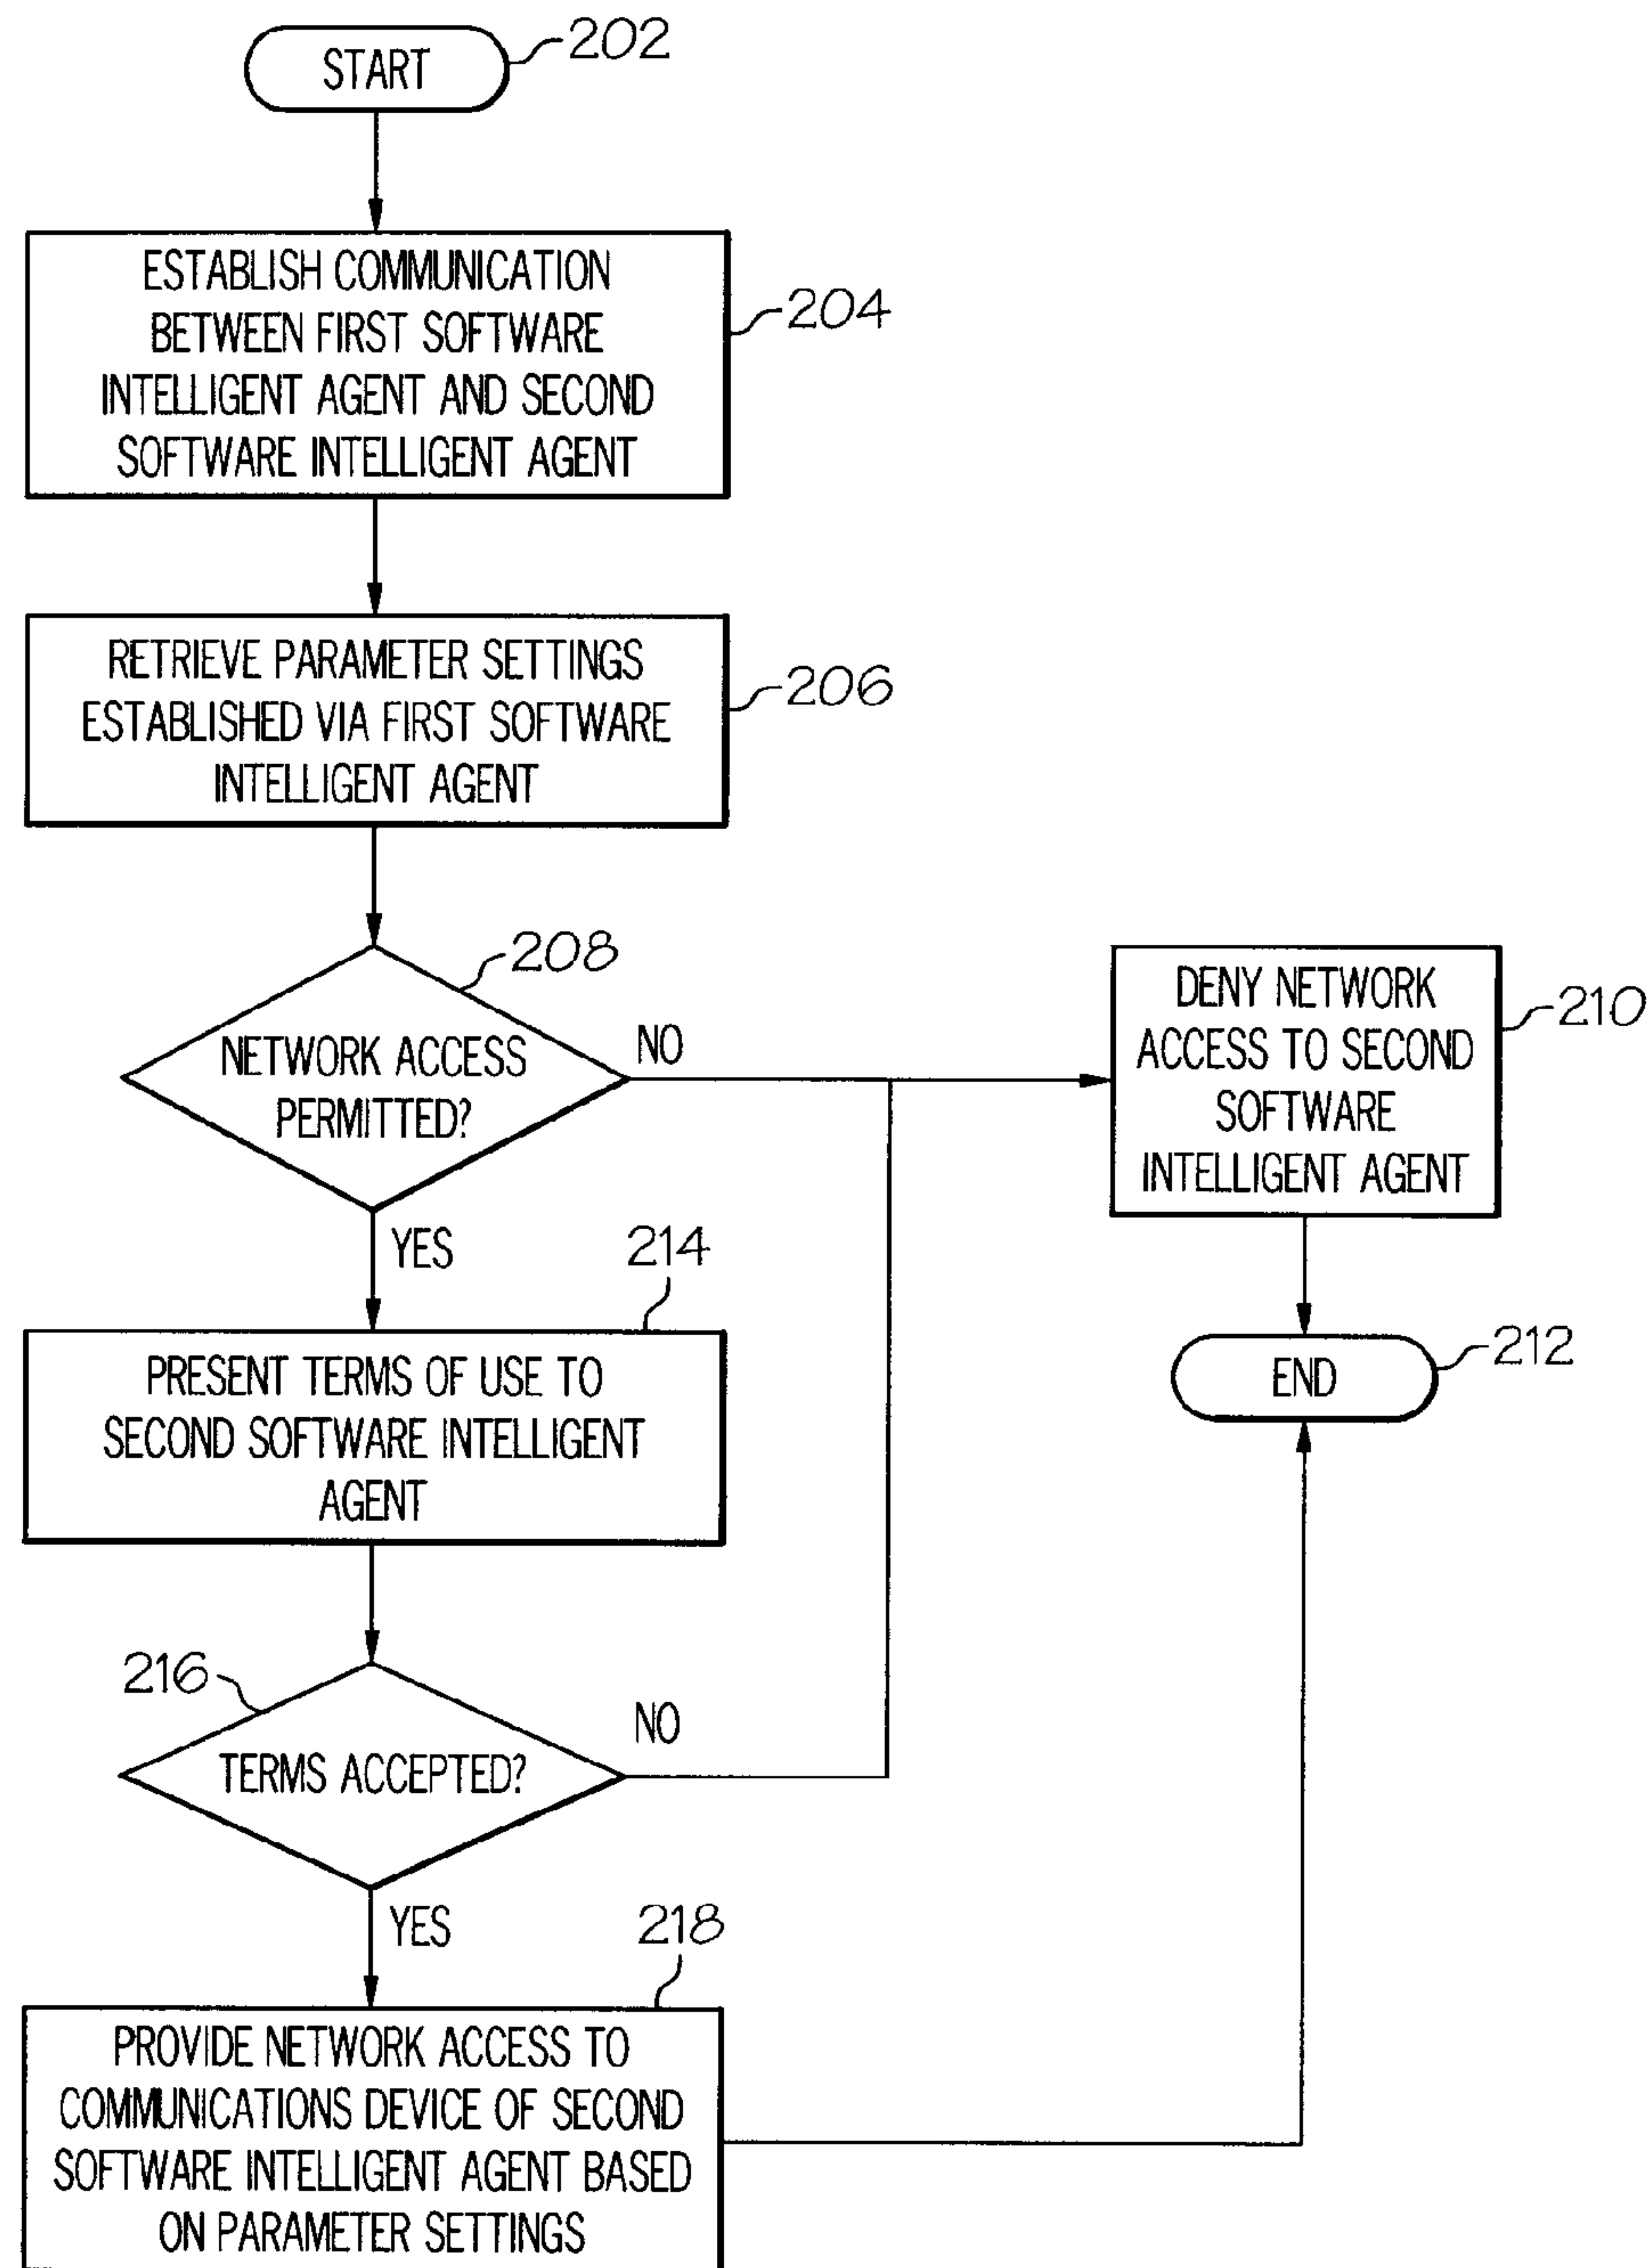 START
202
ESTABLISH COMMUNICATION
BETWEEN FIRST SOFTWARE
INTELLIGENT AGENT AND SECOND
SOFTWARE INTELLIGENT AGENT
204
RETRIEVE PARAMETER SETTINGS
ESTABLISHED VIA FIRST SOFTWARE
INTELLIGENT AGENT
206
208
NETWORK ACCESS
PERMITTED?
NO
YES
DENY NETWORK
ACCESS TO SECOND
SOFTWARE
INTELLIGENT AGENT
210
END
212
214
PRESENT TERMS OF USE TO
SECOND SOFTWARE INTELLIGENT
AGENT
216
TERMS ACCEPTED?
NO
YES
218
PROVIDE NETWORK ACCESS TO
COMMUNICATIONS DEVICE OF SECOND
SOFTWARE INTELLIGENT AGENT BASED
ON PARAMETER SETTINGS